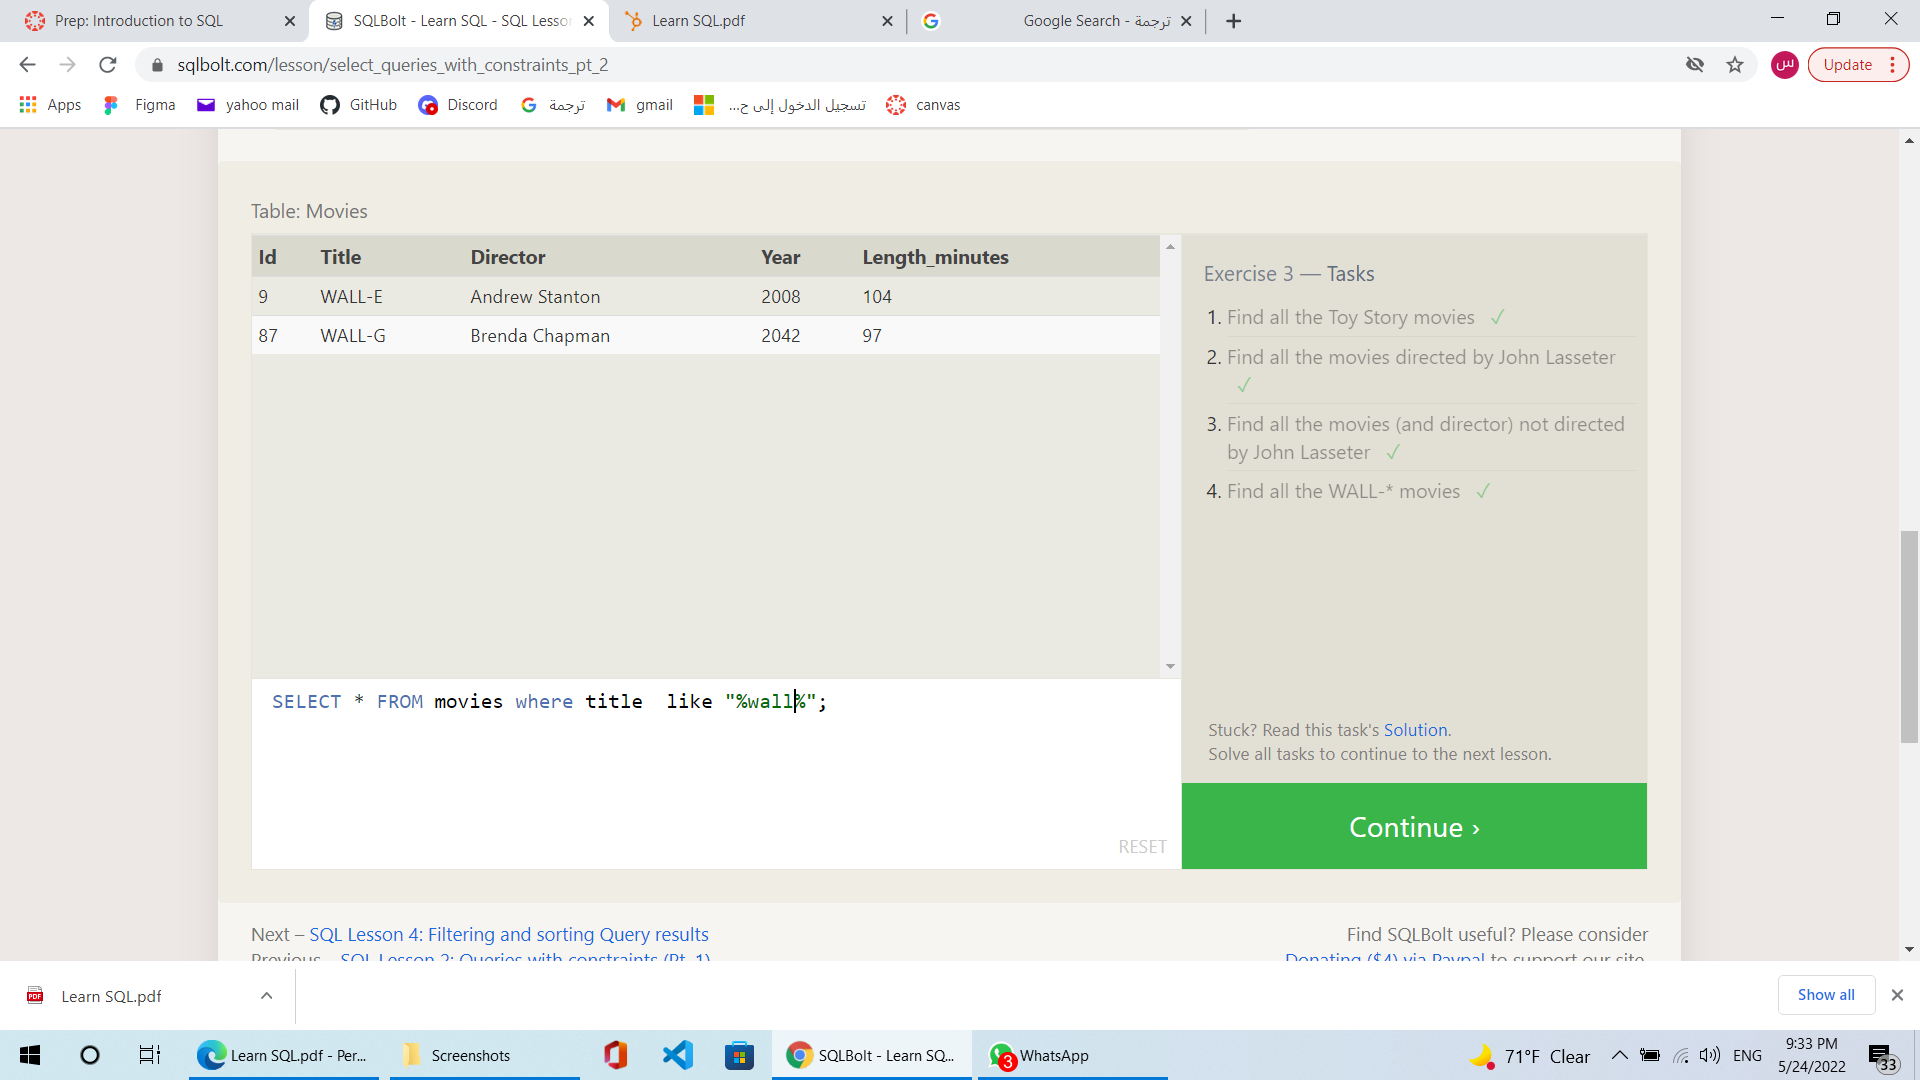 Prep: Introduction to SQL
SQLBolt - Learn SQL - SQL Lesson
Learn SQL.pdf
ترجمة - Google Search
sqlbolt.com/lesson/select_queries_with_constraints_pt_2
س
Update
Apps
Figma
yahoo mail
GitHub
Discord
ترجمة
gmail
تسجيل الدخول إلى ح...
canvas
Table: Movies
Id Title Director Year Length_minutes
9 WALL-E Andrew Stanton 2008 104
87 WALL-G Brenda Chapman 2042 97
Exercise 3 — Tasks
1. Find all the Toy Story movies ✓
2. Find all the movies directed by John Lasseter
✓
3. Find all the movies (and director) not directed
by John Lasseter ✓
4. Find all the WALL-* movies ✓
SELECT * FROM movies where title  like "%wall%";
RESET
Stuck? Read this task's Solution.
Solve all tasks to continue to the next lesson.
Continue ›
Next – SQL Lesson 4: Filtering and sorting Query results
Previous – SQL Lesson 2: Queries with constraints (Pt. 1)
Find SQLBolt useful? Please consider
Donating ($4) via Paypal to support our site.
PDF
Learn SQL.pdf
Show all
Learn SQL.pdf - Per...
Screenshots
SQLBolt - Learn SQ...
3
WhatsApp
71°F Clear
ENG
9:33 PM
5/24/2022
33